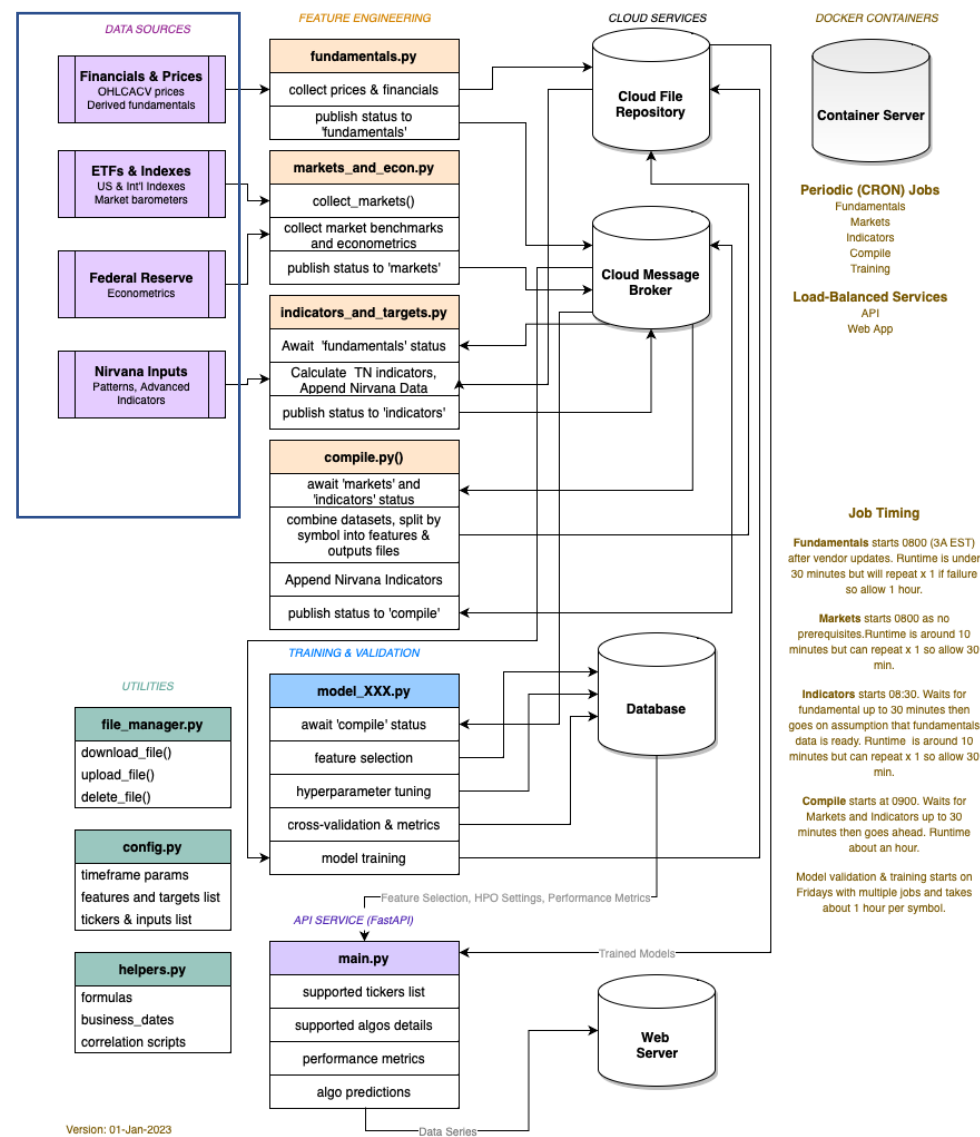 DATA SOURCES
Financials & Prices
OHLCACV prices
Derived fundamentals
ETFs & Indexes
US & Int'l Indexes
Market barometers
Federal Reserve
Econometrics
Nirvana Inputs
Patterns, Advanced
Indicators
FEATURE ENGINEERING
fundamentals.py
collect prices & financials
publish status to
'fundamentals'
markets_and_econ.py
collect_markets()
collect market benchmarks
and econometrics
publish status to 'markets'
indicators_and_targets.py
Await 'fundamentals' status
Calculate TN indicators,
Append Nirvana Data
publish status to 'indicators'
compile.py()
await 'markets' and
'indicators' status
combine datasets, split by
symbol into features &
outputs files
Append Nirvana Indicators
publish status to 'compile'
CLOUD SERVICES
Cloud File
Repository
Cloud Message
Broker
DOCKER CONTAINERS
Container Server
Periodic (CRON) Jobs
Fundamentals
Markets
Indicators
Compile
Training
Load-Balanced Services
API
Web App
Job Timing
Fundamentals starts 0800 (3A EST)
after vendor updates. Runtime is under
30 minutes but will repeat x 1 if failure
so allow 1 hour.
Markets starts 0800 as no
prerequisites.Runtime is around 10
minutes but can repeat x 1 so allow 30
min.
Indicators starts 08:30. Waits for
fundamental up to 30 minutes then
goes on assumption that fundamentals
data is ready. Runtime is around 10
minutes but can repeat x 1 so allow 30
min.
Compile starts at 0900. Waits for
Markets and Indicators up to 30
minutes then goes ahead. Runtime
about an hour.
Model validation & training starts on
Fridays with multiple jobs and takes
about 1 hour per symbol.
TRAINING & VALIDATION
model_XXX.py
await 'compile' status
feature selection
hyperparameter tuning
cross-validation & metrics
model training
Database
UTILITIES
file_manager.py
download_file()
upload_file()
delete_file()
config.py
timeframe params
features and targets list
tickers & inputs list
helpers.py
formulas
business_dates
correlation scripts
Feature Selection, HPO Settings, Performance Metrics
API SERVICE (FastAPI)
main.py
supported tickers list
supported algos details
performance metrics
algo predictions
Trained Models
Web
Server
Data Series
Version: 01-Jan-2023